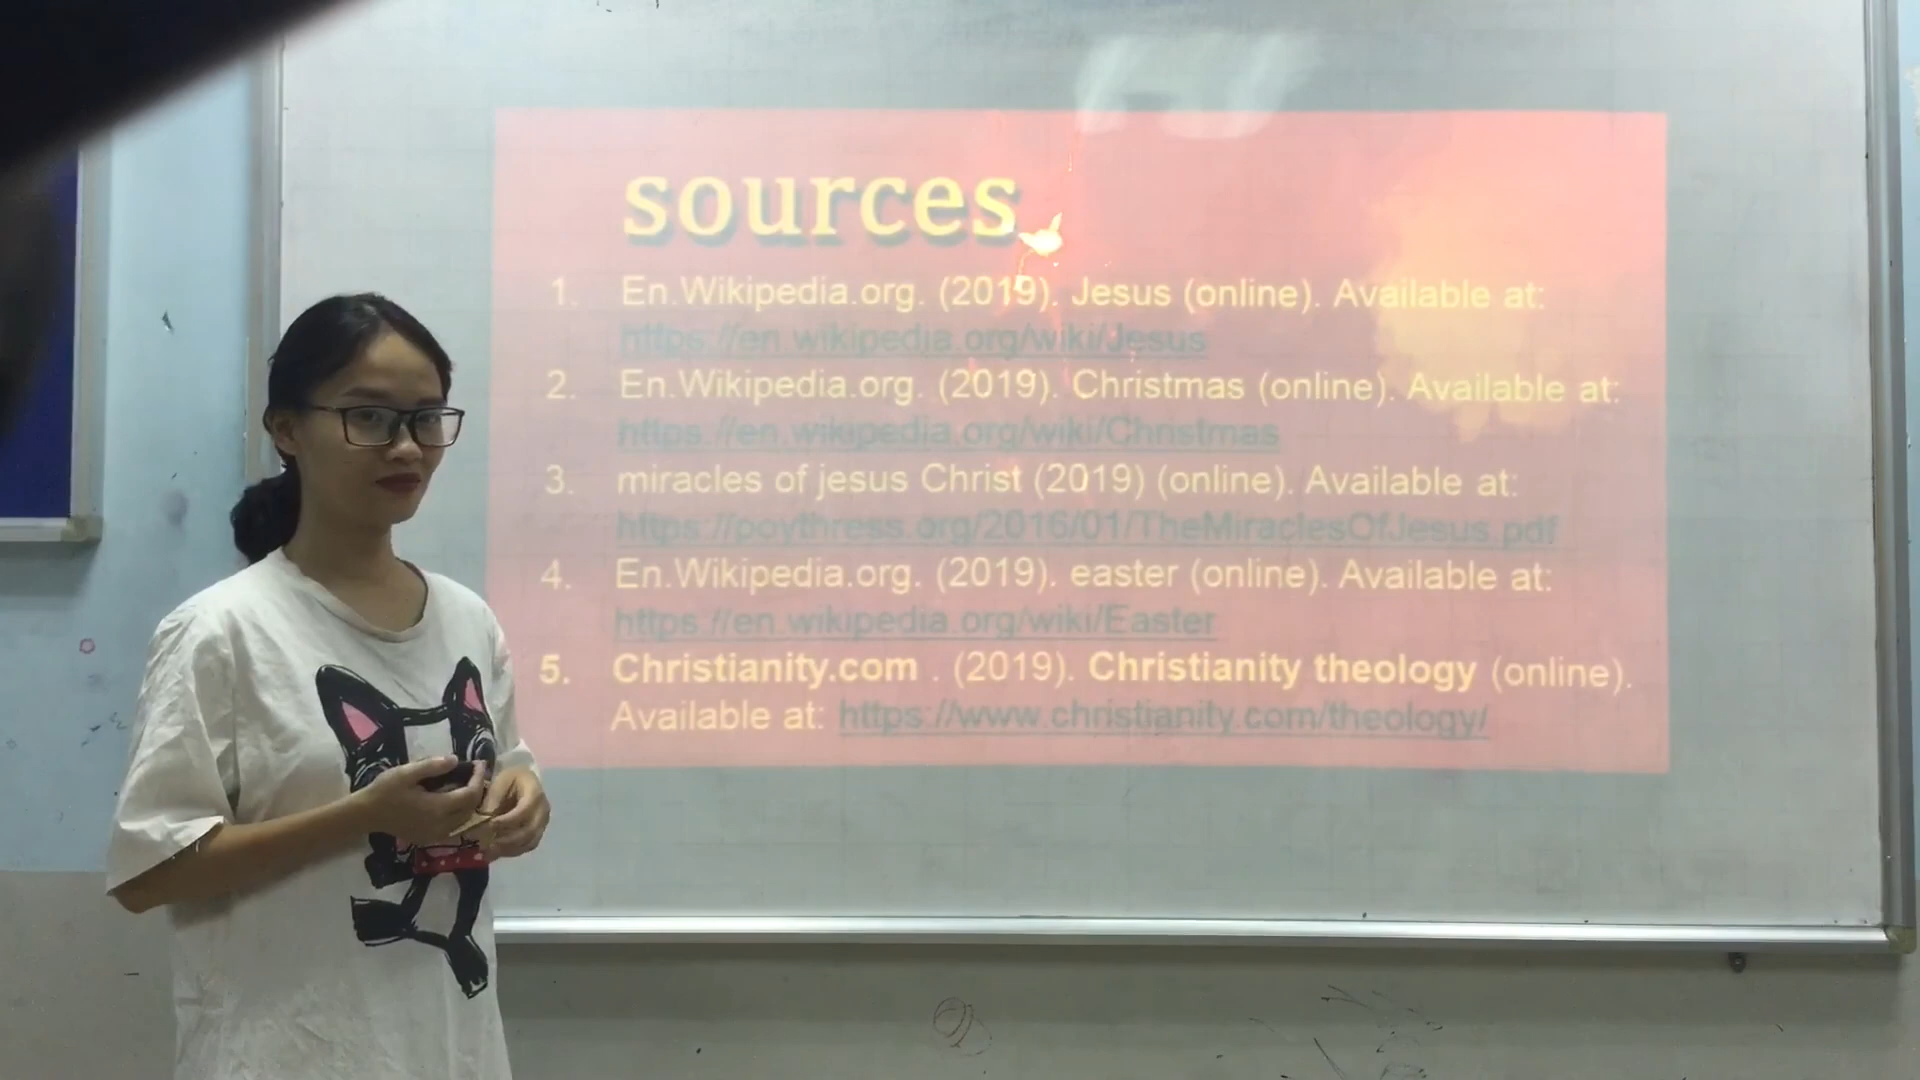 sources
1. En.Wikipedia.org. (2019). Jesus (online). Available at:
https://en.wikipedia.org/wiki/Jesus
2. En.Wikipedia.org. (2019). Christmas (online). Available at:
https://en.wikipedia.org/wiki/Christmas
3. miracles of jesus Christ (2019) (online). Available at:
https://poythress.org/2016/01/TheMiraclesOfJesus.pdf
4. En.Wikipedia.org. (2019). easter (online). Available at:
https://en.wikipedia.org/wiki/Easter
5. Christianity.com . (2019). Christianity theology (online).
Available at: https://www.christianity.com/theology/